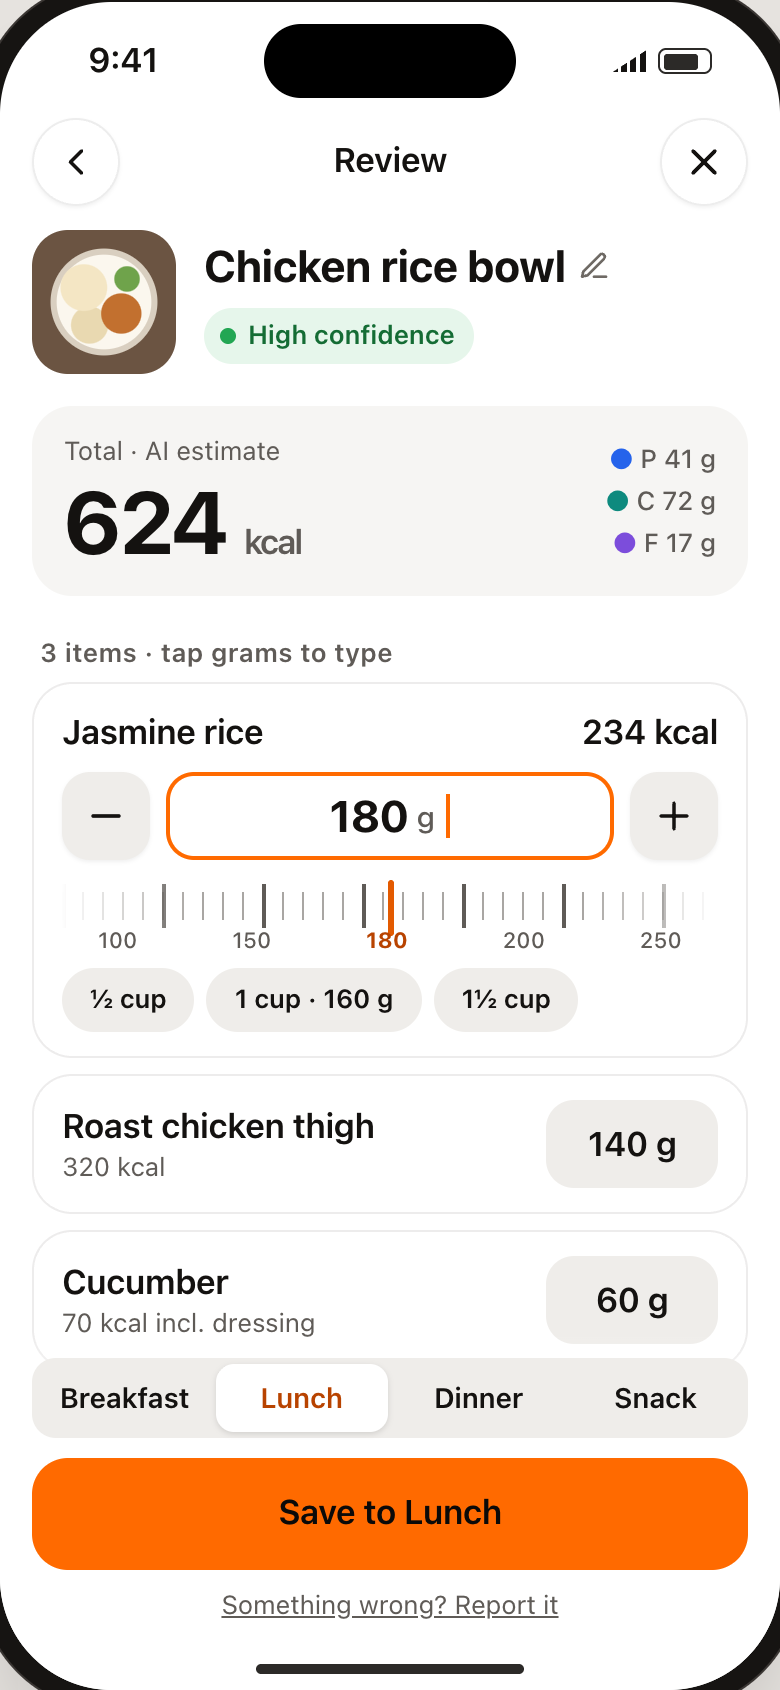 9:41
Review
Chicken rice bowl
High confidence
Total · AI estimate
624 kcal
P 41 g
C 72 g
F 17 g
3 items · tap grams to type
Jasmine rice
234 kcal
180 g
100 150 180 200 250
½ cup
1 cup · 160 g
1½ cup
Roast chicken thigh
320 kcal
140 g
Cucumber
70 kcal incl. dressing
60 g
Breakfast Lunch Dinner Snack
Save to Lunch
Something wrong? Report it